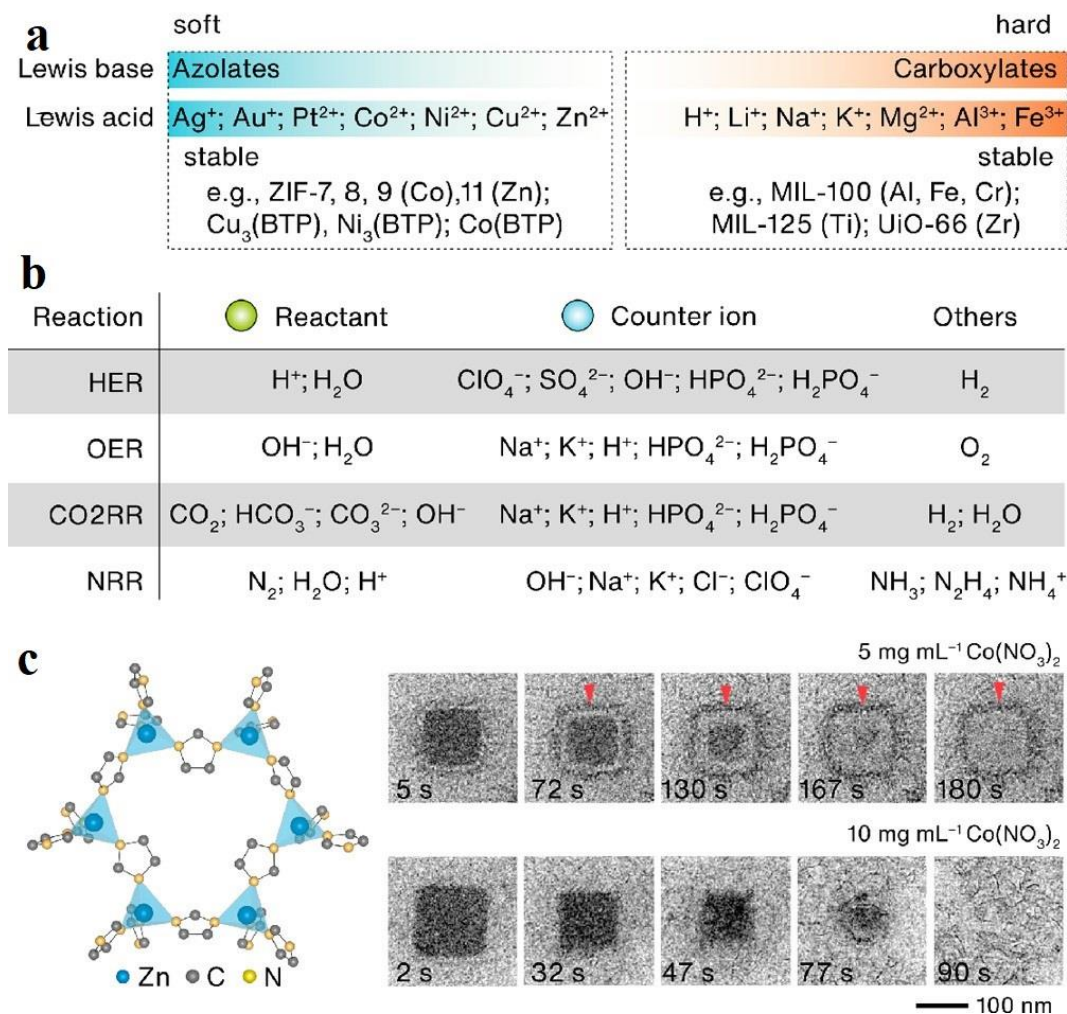 a
soft hard
Lewis base Azolates Carboxylates
Lewis acid Ag⁺; Au⁺; Pt²⁺; Co²⁺; Ni²⁺; Cu²⁺; Zn²⁺ H⁺; Li⁺; Na⁺; K⁺; Mg²⁺; Al³⁺; Fe³⁺
stable stable
e.g., ZIF-7, 8, 9 (Co),11 (Zn); e.g., MIL-100 (Al, Fe, Cr);
Cu₃(BTP), Ni₃(BTP); Co(BTP) MIL-125 (Ti); UiO-66 (Zr)
b
Reaction Reactant Counter ion Others
HER H⁺; H₂O ClO₄⁻; SO₄²⁻; OH⁻; HPO₄²⁻; H₂PO₄⁻ H₂
OER OH⁻; H₂O Na⁺; K⁺; H⁺; HPO₄²⁻; H₂PO₄⁻ O₂
CO2RR CO₂; HCO₃⁻; CO₃²⁻; OH⁻ Na⁺; K⁺; H⁺; HPO₄²⁻; H₂PO₄⁻ H₂; H₂O
NRR N₂; H₂O; H⁺ OH⁻; Na⁺; K⁺; Cl⁻; ClO₄⁻ NH₃; N₂H₄; NH₄⁺
c
5 mg mL⁻¹ Co(NO₃)₂
5 s 72 s 130 s 167 s 180 s
10 mg mL⁻¹ Co(NO₃)₂
2 s 32 s 47 s 77 s 90 s
Zn C N
100 nm